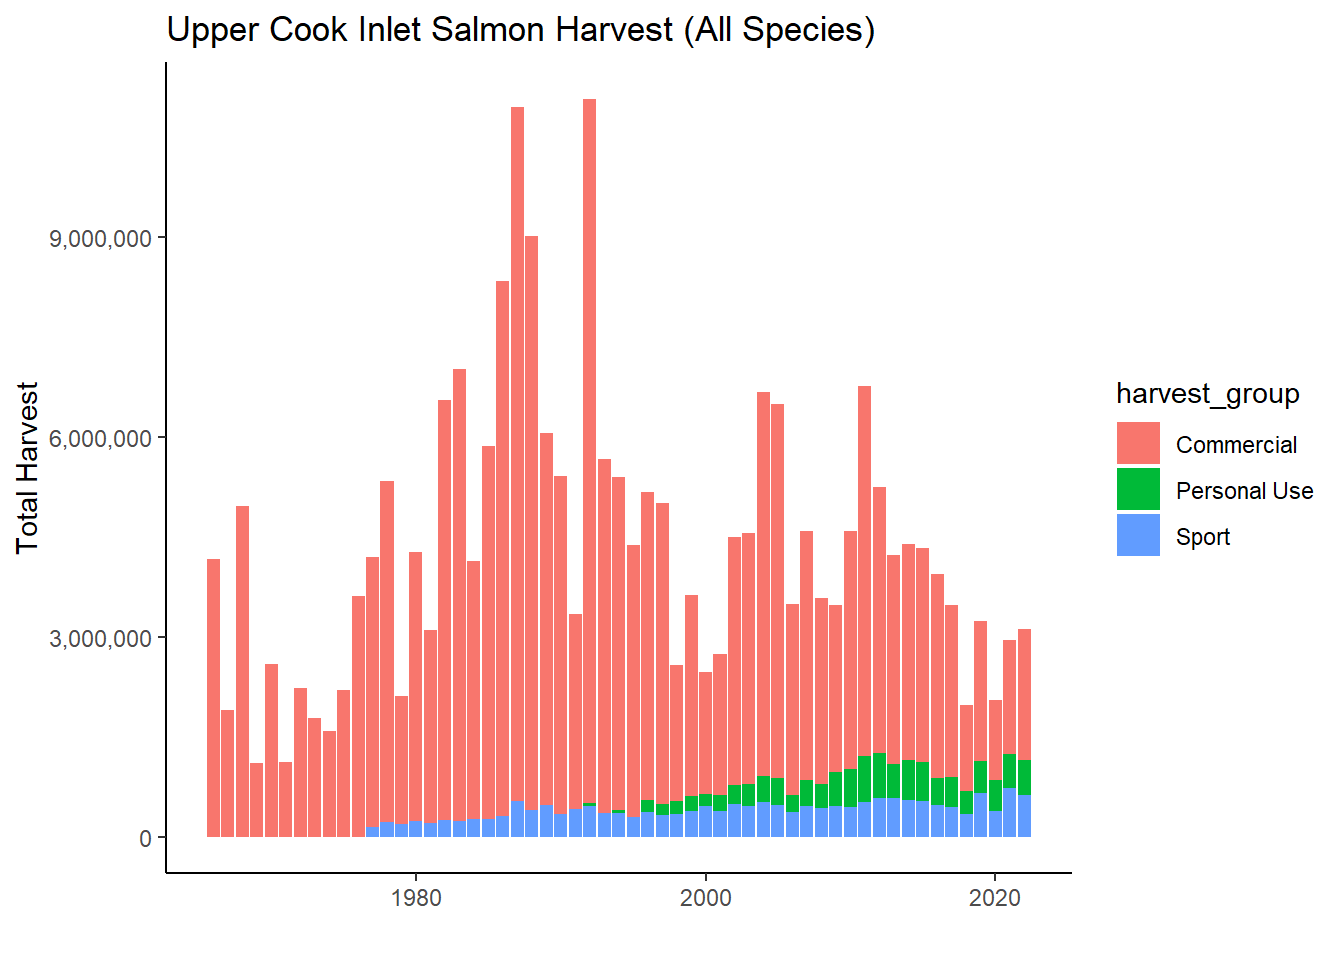 Upper Cook Inlet Salmon Harvest (All Species)
Total Harvest
9,000,000
6,000,000
3,000,000
0
1980
2000
2020
harvest_group
Commercial
Personal Use
Sport